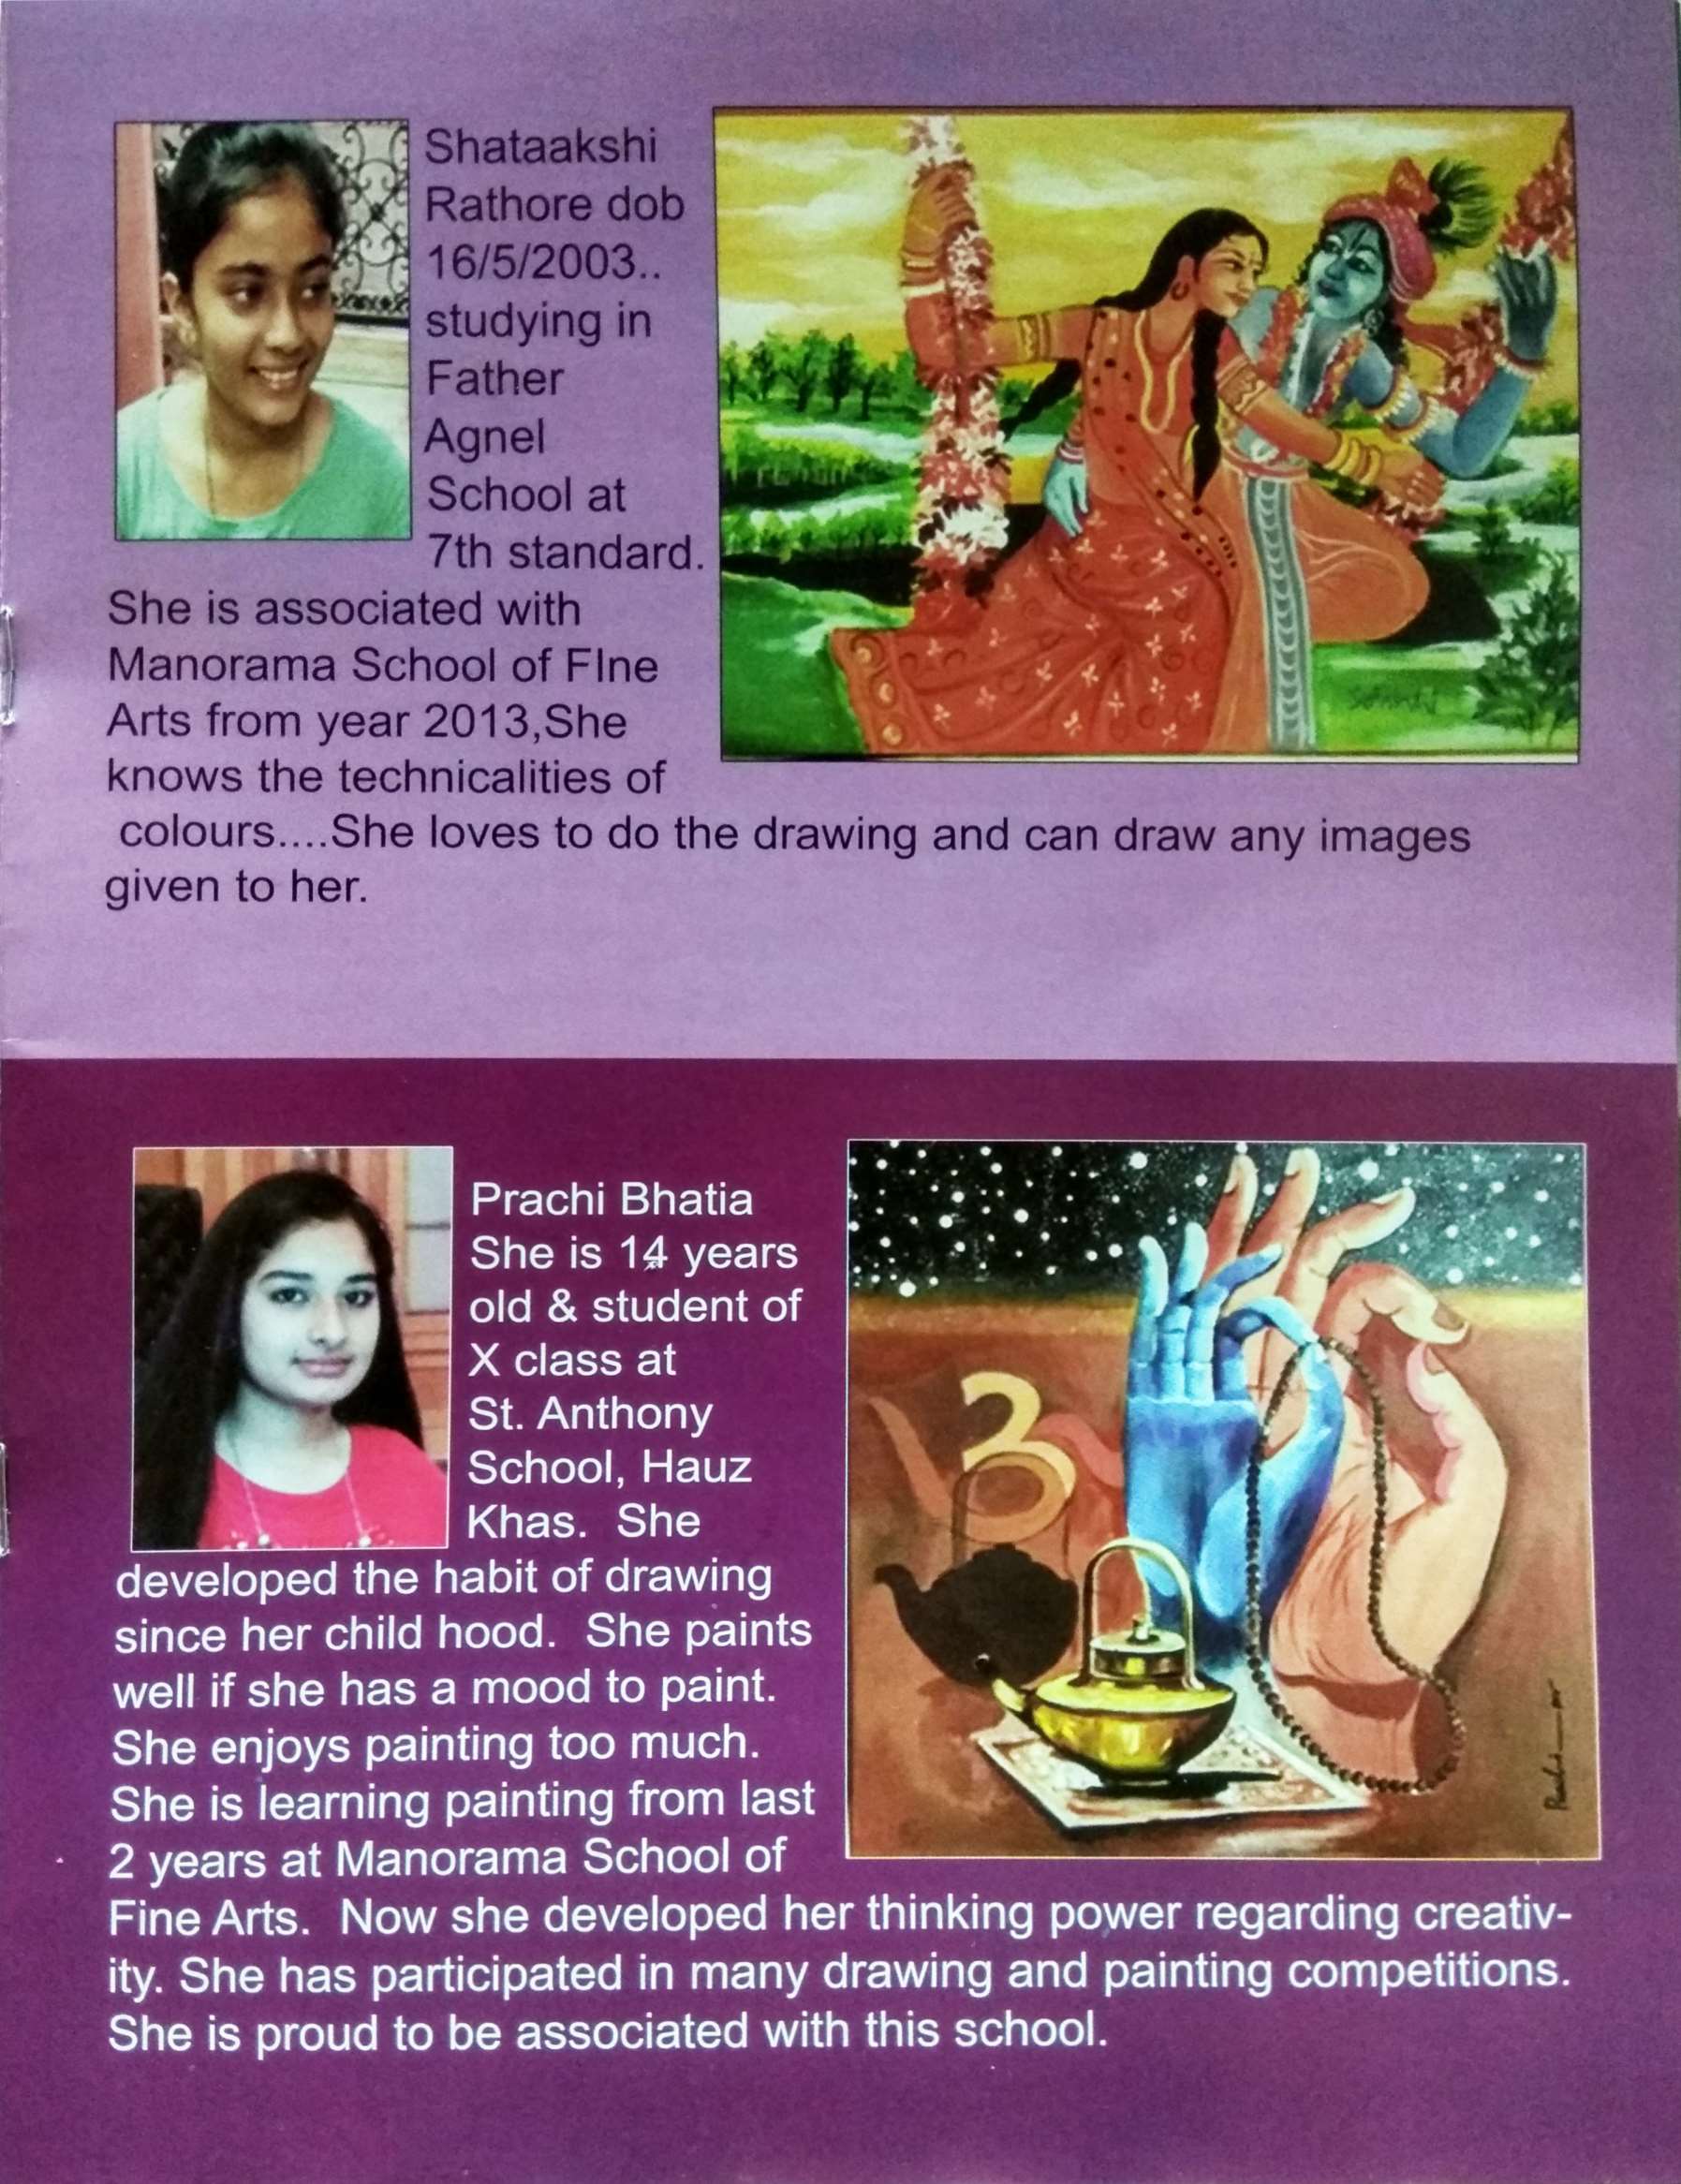 Shataakshi
Rathore dob
16/5/2003..
studying in
Father
Agnel
School at
7th standard.
She is associated with
Manorama School of FIne
Arts from year 2013,She
knows the technicalities of
colours....She loves to do the drawing and can draw any images
given to her.
Prachi Bhatia
She is 14 years
old & student of
X class at
St. Anthony
School, Hauz
Khas. She
developed the habit of drawing
since her child hood. She paints
well if she has a mood to paint.
She enjoys painting too much.
She is learning painting from last
2 years at Manorama School of
Fine Arts. Now she developed her thinking power regarding creativ-
ity. She has participated in many drawing and painting competitions.
She is proud to be associated with this school.